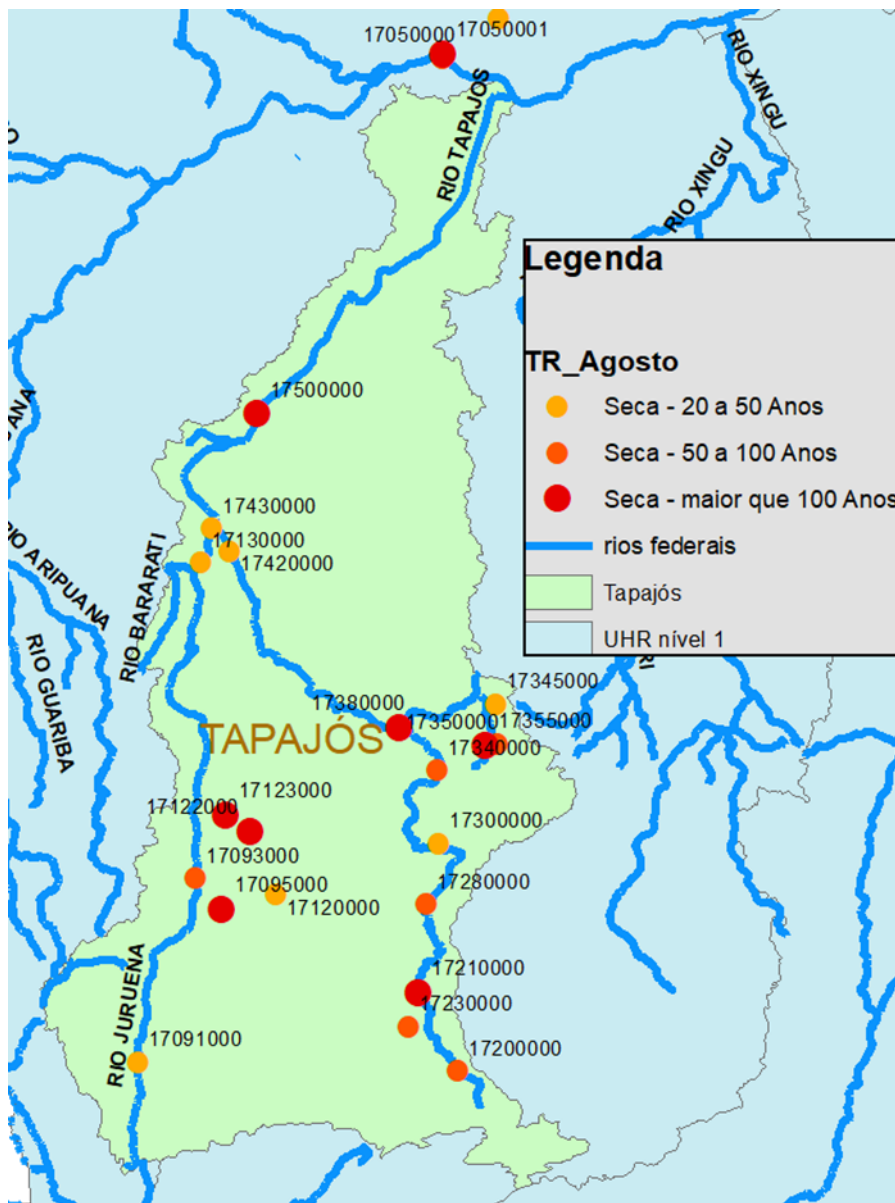 17050001
17050000
RIO XINGU
RIO TAPAJÓS
RIO XINGU
Legenda
TR_Agosto
Seca - 20 a 50 Anos
Seca - 50 a 100 Anos
Seca - maior que 100 Anos
rios federais
Tapajós
UHR nível 1
17500000
17430000
17130000
17420000
RIO BARARATI
RIO ARIPUANA
RIO GUARIBA
17345000
17380000
17350000
17355000
17340000
TAPAJÓS
17123000
17122000
17300000
17093000
17095000
17280000
17120000
17210000
17230000
RIO JURUENA
17091000
17200000